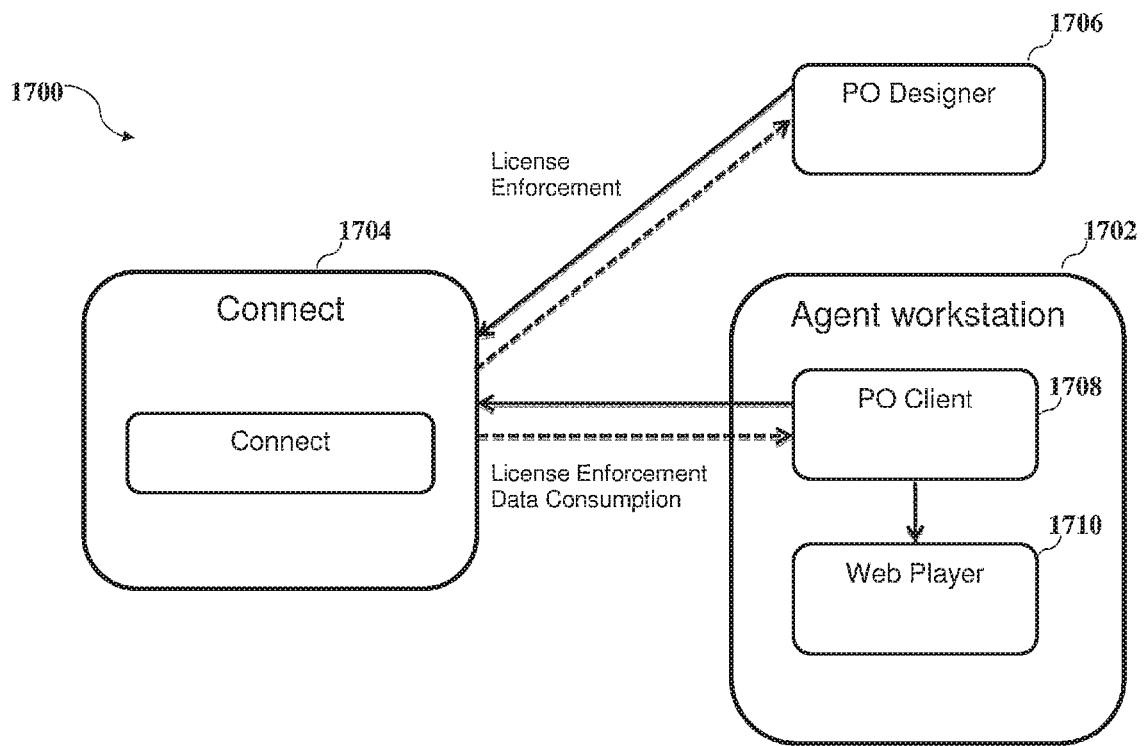 1706
PO Designer
1700
License
Enforcement
1704
1702
Connect
Agent workstation
PO Client
1708
Connect
License Enforcement
Data Consumption
1710
Web Player